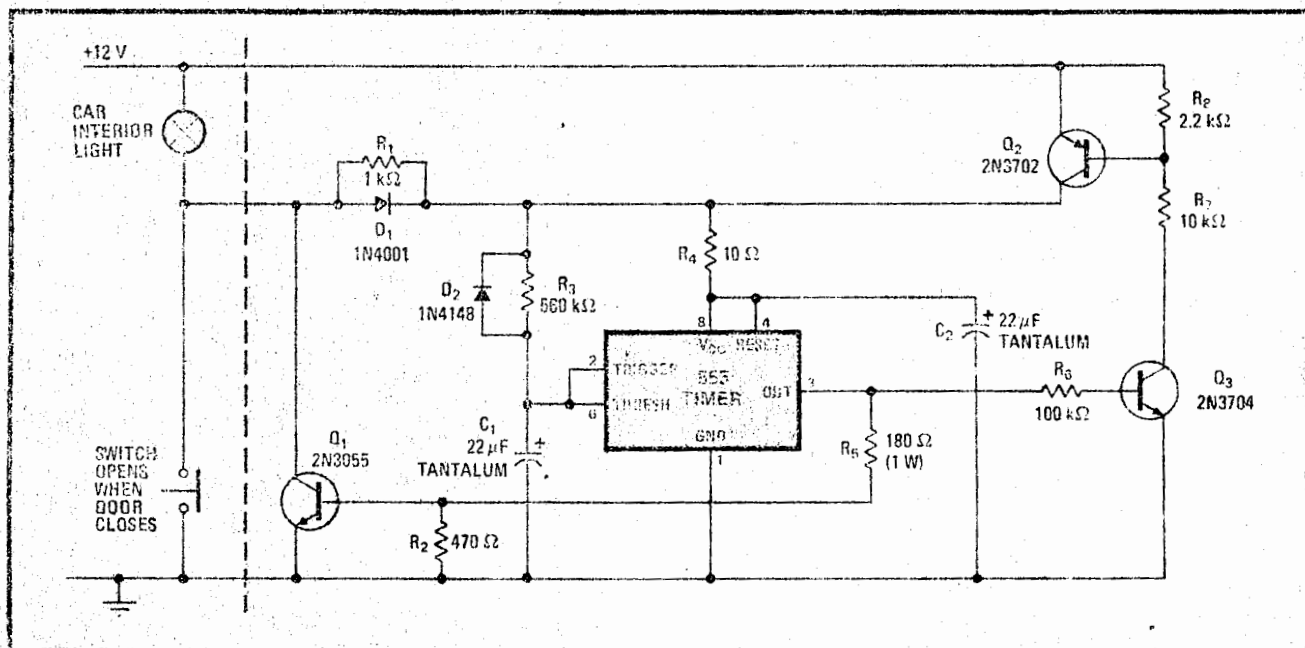 +12 V
CAR
INTERIOR
LIGHT
R1
1 kΩ
D1
1N4001
D2
1N4148
R3
560 kΩ
R4
10 Ω
Q2
2N3702
R8
2.2 kΩ
R7
10 kΩ
8
4
VCC
RESET
2
TRIGGER
6
THRESH
555
TIMER
OUT
3
GND
1
C2
+
22 µF
TANTALUM
R6
100 kΩ
Q3
2N3704
R5
180 Ω
(1 W)
C1
22 µF
+
TANTALUM
Q1
2N3055
R2
470 Ω
SWITCH
OPENS
WHEN
DOOR
CLOSES